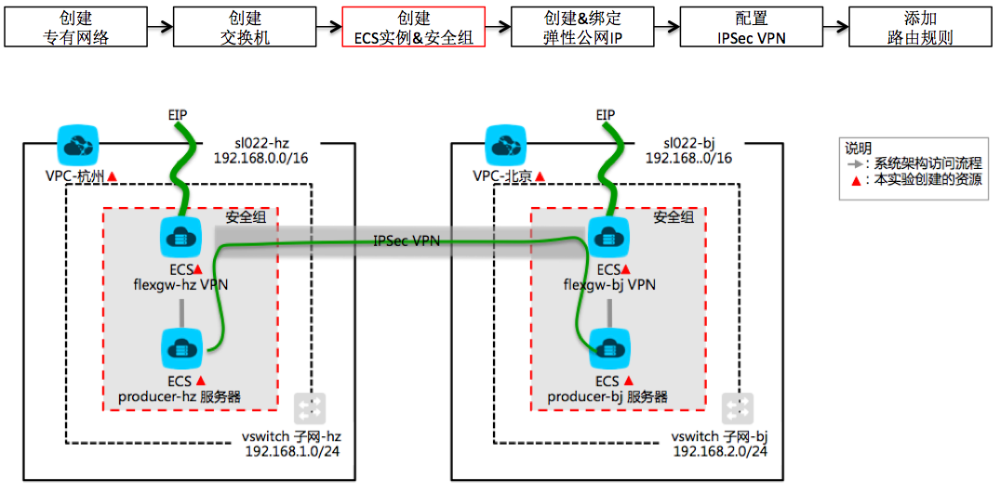 创建
专有网络
创建
交换机
创建
ECS实例&安全组
创建&绑定
弹性公网IP
配置
IPSec VPN
添加
路由规则
EIP
sl022-hz
192.168.0.0/16
VPC-杭州
安全组
ECS
flexgw-hz VPN
ECS
producer-hz 服务器
vswitch 子网-hz
192.168.1.0/24
IPSec VPN
EIP
sl022-bj
192.168..0/16
VPC-北京
安全组
ECS
flexgw-bj VPN
ECS
producer-bj 服务器
vswitch 子网-bj
192.168.2.0/24
说明
：系统架构访问流程
：本实验创建的资源